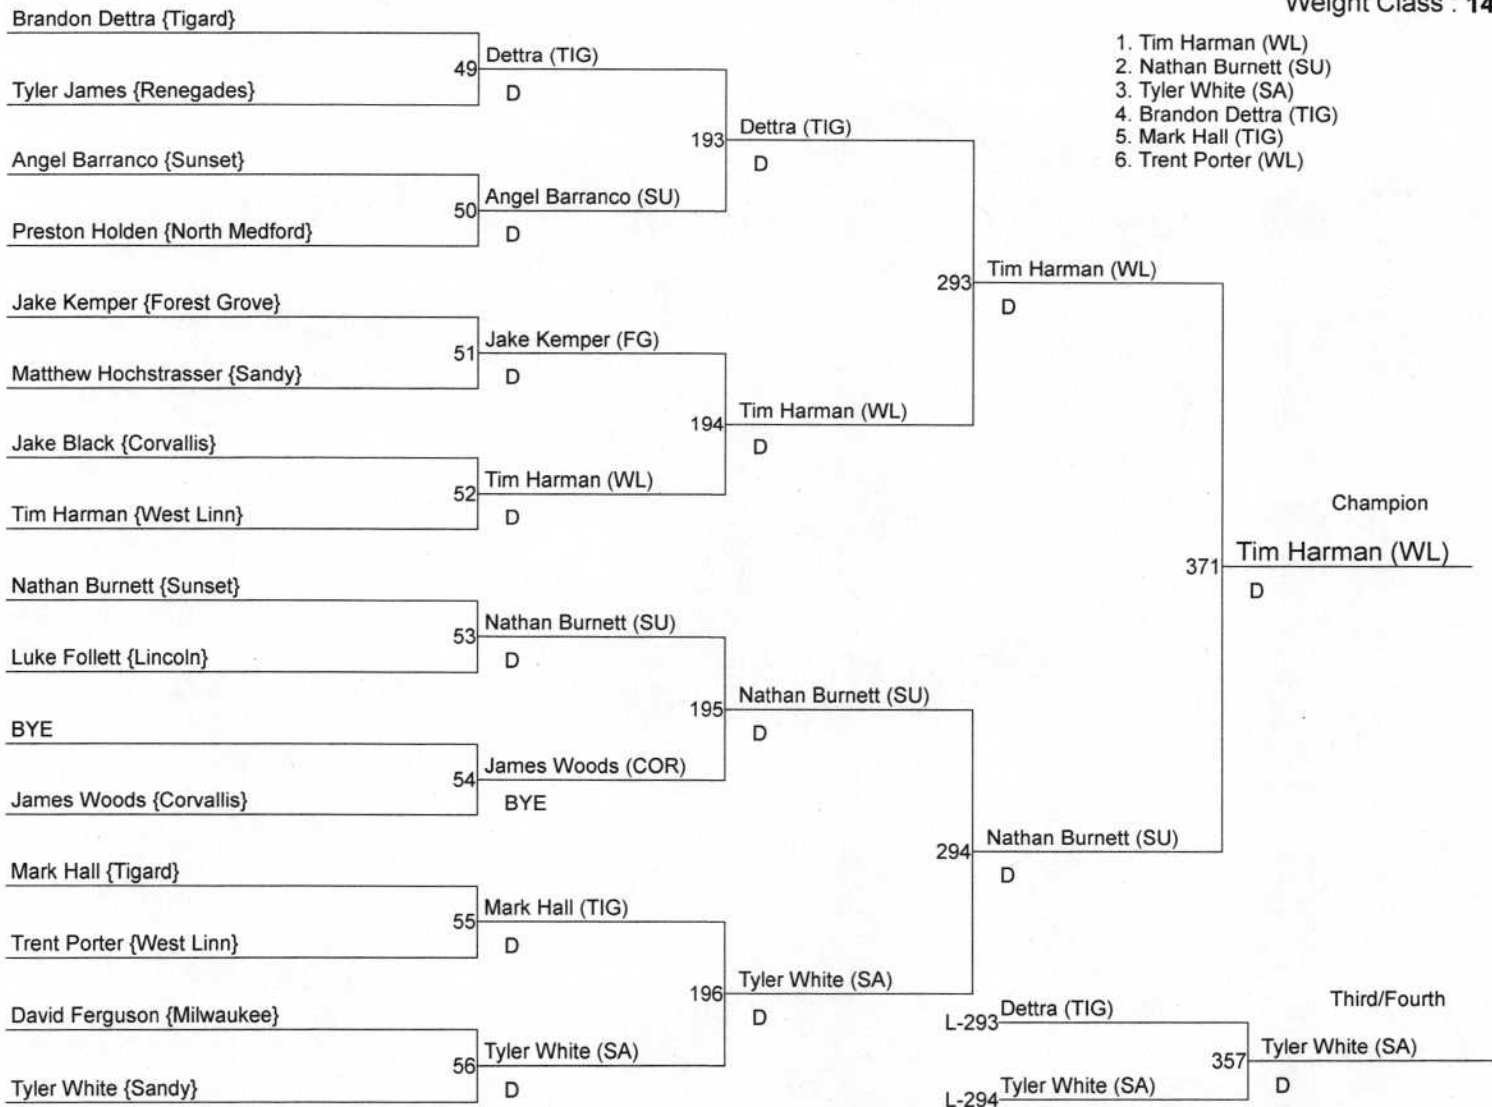 Weight Class : 14
1. Tim Harman (WL)
2. Nathan Burnett (SU)
3. Tyler White (SA)
4. Brandon Dettra (TIG)
5. Mark Hall (TIG)
6. Trent Porter (WL)
Brandon Dettra {Tigard}
49 Dettra (TIG)
D
Tyler James {Renegades}
193 Dettra (TIG)
D
Angel Barranco {Sunset}
50 Angel Barranco (SU)
D
Preston Holden {North Medford}
293 Tim Harman (WL)
D
Jake Kemper {Forest Grove}
51 Jake Kemper (FG)
D
Matthew Hochstrasser {Sandy}
194 Tim Harman (WL)
D
Jake Black {Corvallis}
52 Tim Harman (WL)
D
Tim Harman {West Linn}
Champion
371 Tim Harman (WL)
D
Nathan Burnett {Sunset}
53 Nathan Burnett (SU)
D
Luke Follett {Lincoln}
195 Nathan Burnett (SU)
D
BYE
54 James Woods (COR)
BYE
James Woods {Corvallis}
294 Nathan Burnett (SU)
D
Mark Hall {Tigard}
55 Mark Hall (TIG)
D
Trent Porter {West Linn}
196 Tyler White (SA)
D
David Ferguson {Milwaukee}
56 Tyler White (SA)
D
Tyler White {Sandy}
Third/Fourth
L-293 Dettra (TIG)
357 Tyler White (SA)
D
L-294 Tyler White (SA)